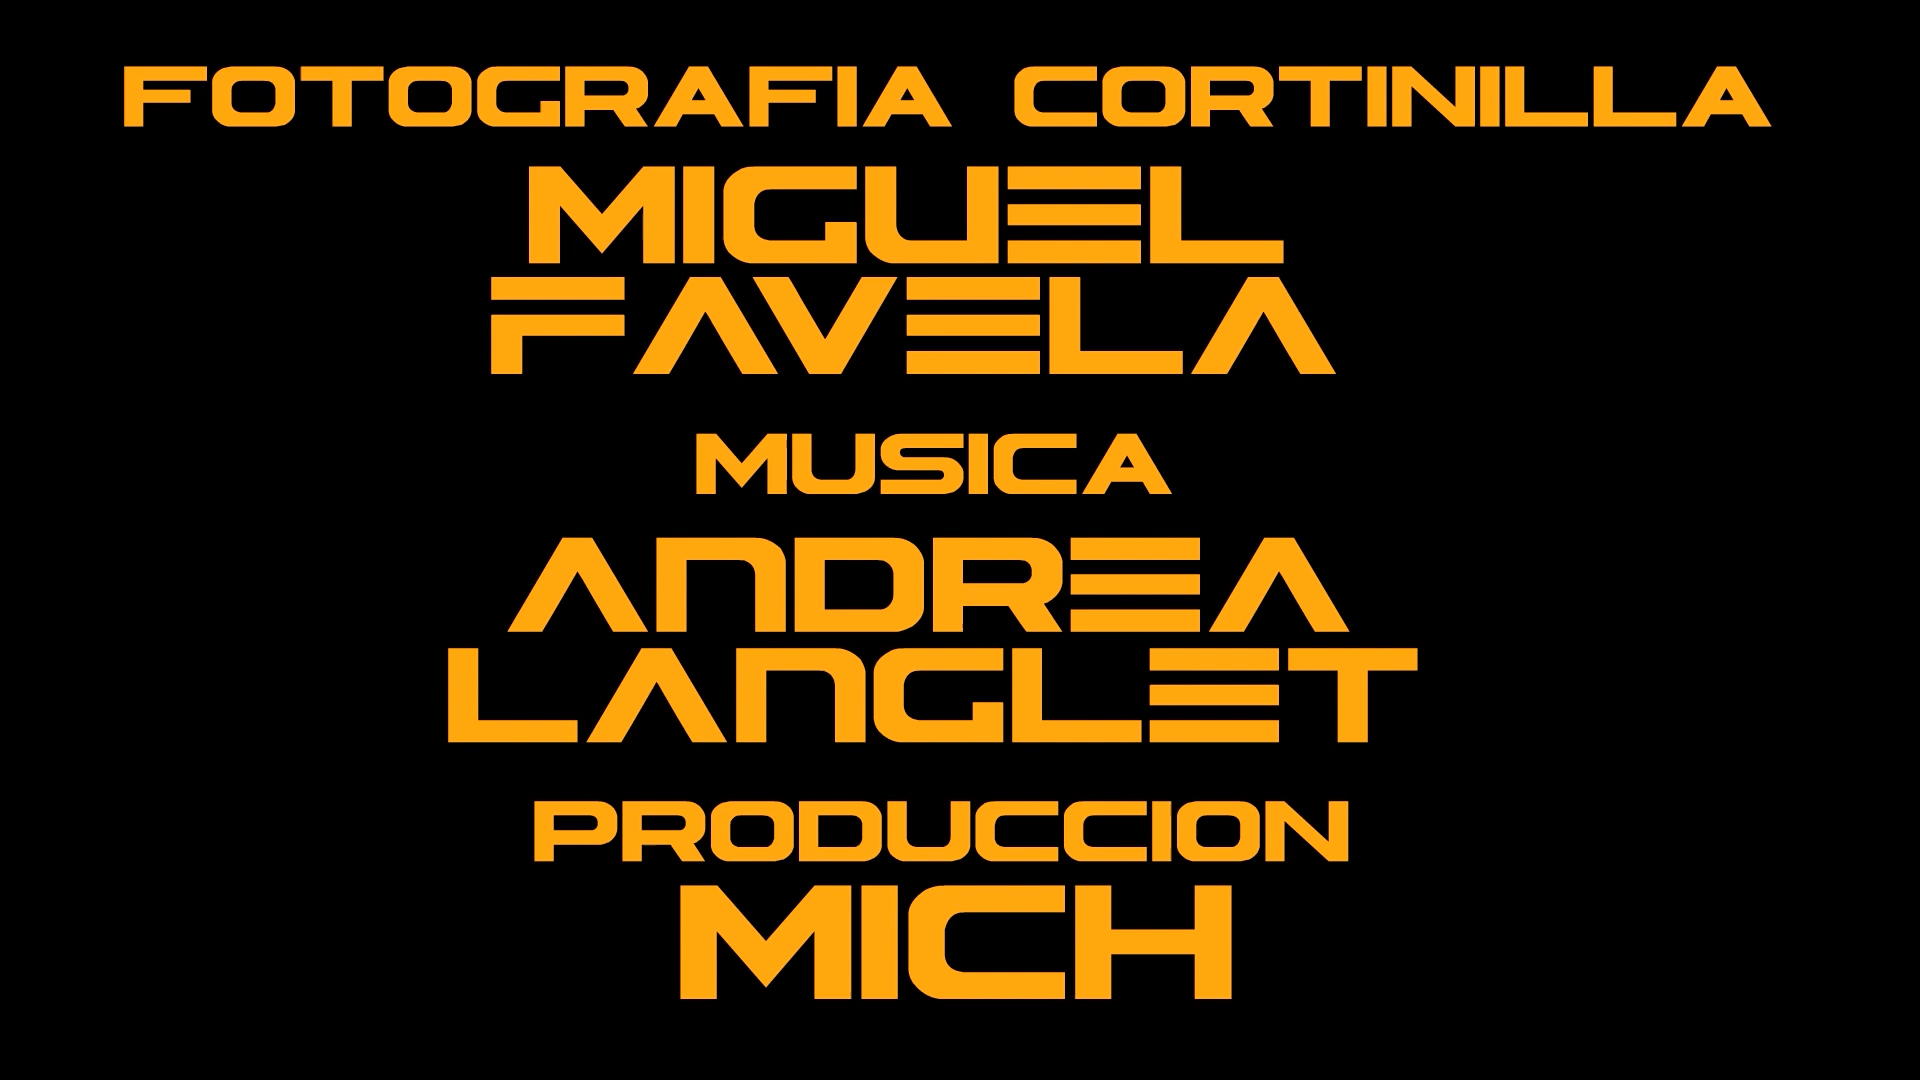 FOTOGRAFIA CORTINILLA
MIGUEL
FAVELA
MUSICA
ANDREA
LANGLET
PRODUCCION
MICH